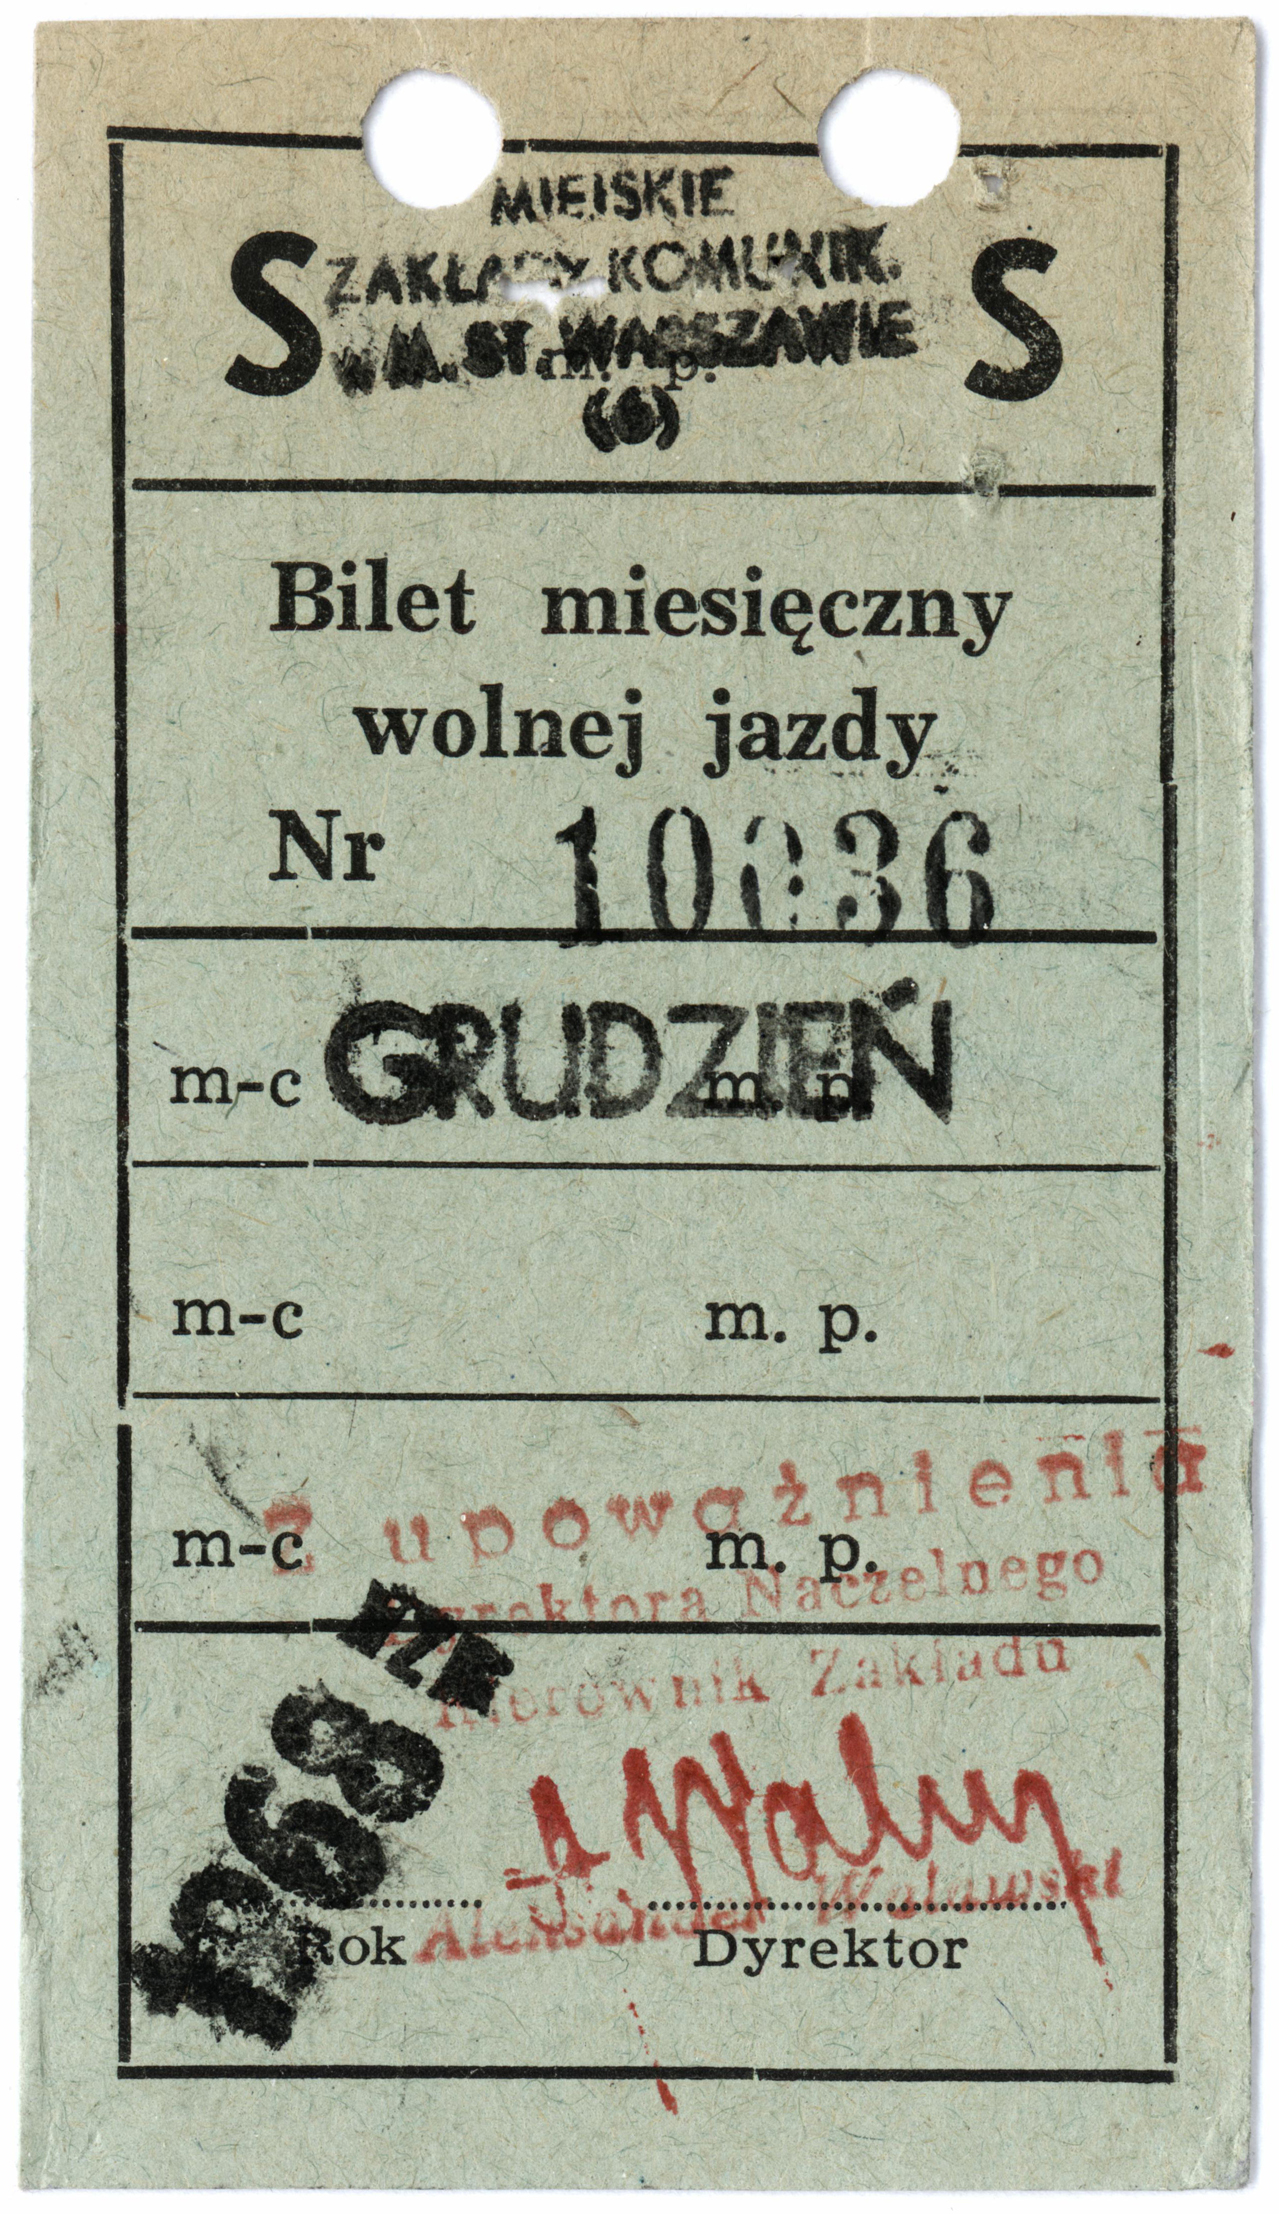 MIEJSKIE
S ZAKŁADY KOMUNIK. S
w M. ST. WARSZAWIE
m. p.
(6)
Bilet miesięczny
wolnej jazdy
Nr 10036
m-c GRUDZIEŃ m. p.
m-c m. p.
Z upoważnienia
m-c m. p.
Dyrektora Naczelnego
MZK
Kierownik Zakładu
1968
Aleksander Walawski
Rok Dyrektor